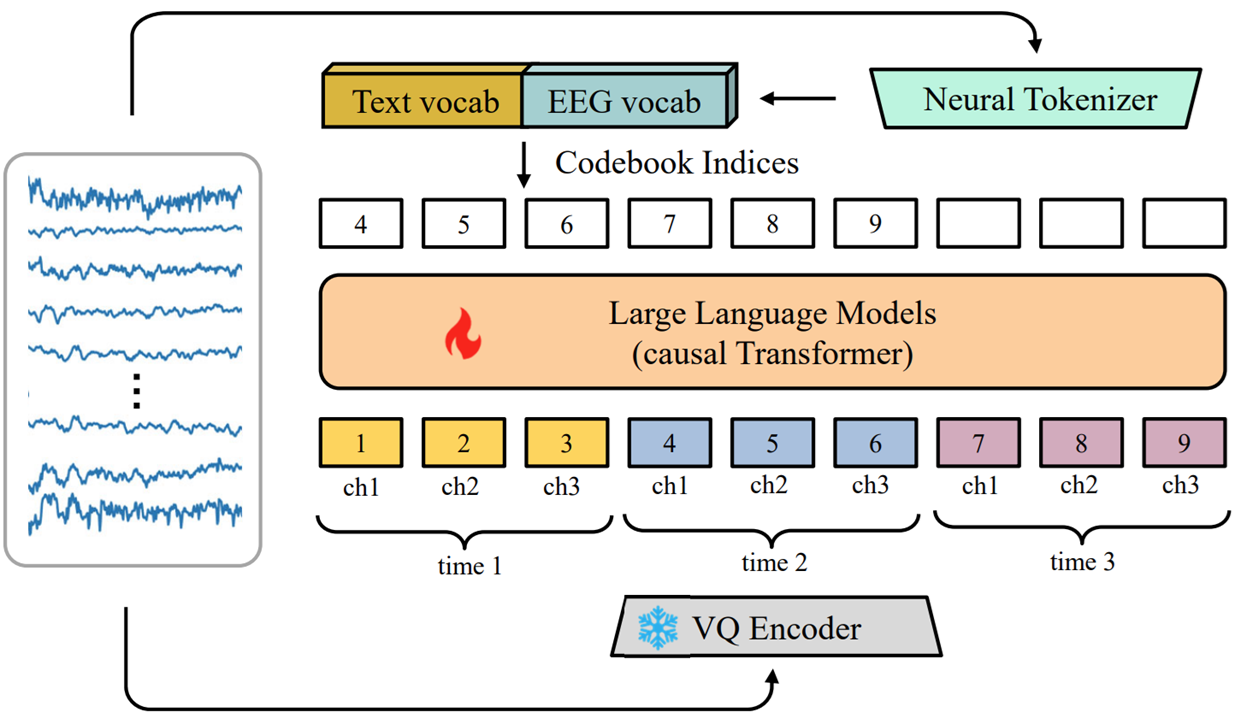 Text vocab EEG vocab Neural Tokenizer
Codebook Indices
4 5 6 7 8 9
Large Language Models
(causal Transformer)
1 2 3 4 5 6 7 8 9
ch1 ch2 ch3 ch1 ch2 ch3 ch1 ch2 ch3
time 1 time 2 time 3
VQ Encoder